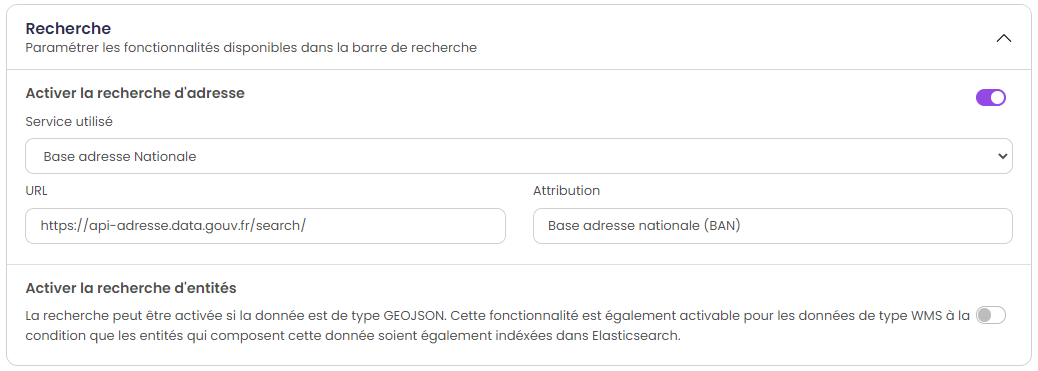 Recherche
Paramétrer les fonctionnalités disponibles dans la barre de recherche
Activer la recherche d'adresse
Service utilisé
Base adresse Nationale
URL
Attribution
https://api-adresse.data.gouv.fr/search/
Base adresse nationale (BAN)
Activer la recherche d'entités
La recherche peut être activée si la donnée est de type GEOJSON. Cette fonctionnalité est également activable pour les données de type WMS à la
condition que les entités qui composent cette donnée soient également indéxées dans Elasticsearch.